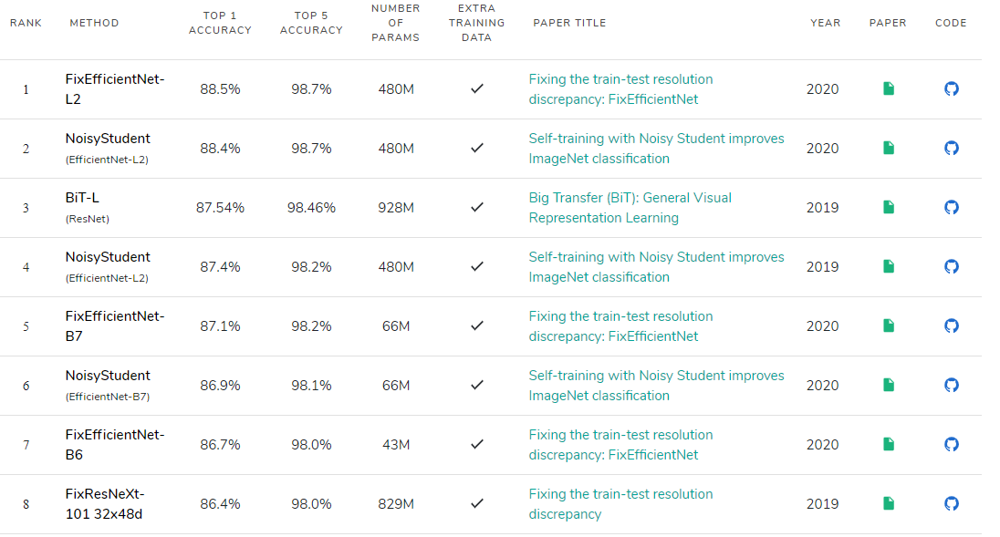 RANK METHOD TOP 1 ACCURACY TOP 5 ACCURACY NUMBER OF PARAMS EXTRA TRAINING DATA PAPER TITLE YEAR PAPER CODE
1 FixEfficientNet-L2 88.5% 98.7% 480M ✓ Fixing the train-test resolution discrepancy: FixEfficientNet 2020
2 NoisyStudent (EfficientNet-L2) 88.4% 98.7% 480M ✓ Self-training with Noisy Student improves ImageNet classification 2020
3 BiT-L (ResNet) 87.54% 98.46% 928M ✓ Big Transfer (BiT): General Visual Representation Learning 2019
4 NoisyStudent (EfficientNet-L2) 87.4% 98.2% 480M ✓ Self-training with Noisy Student improves ImageNet classification 2019
5 FixEfficientNet-B7 87.1% 98.2% 66M ✓ Fixing the train-test resolution discrepancy: FixEfficientNet 2020
6 NoisyStudent (EfficientNet-B7) 86.9% 98.1% 66M ✓ Self-training with Noisy Student improves ImageNet classification 2020
7 FixEfficientNet-B6 86.7% 98.0% 43M ✓ Fixing the train-test resolution discrepancy: FixEfficientNet 2020
8 FixResNeXt-101 32x48d 86.4% 98.0% 829M ✓ Fixing the train-test resolution discrepancy 2019